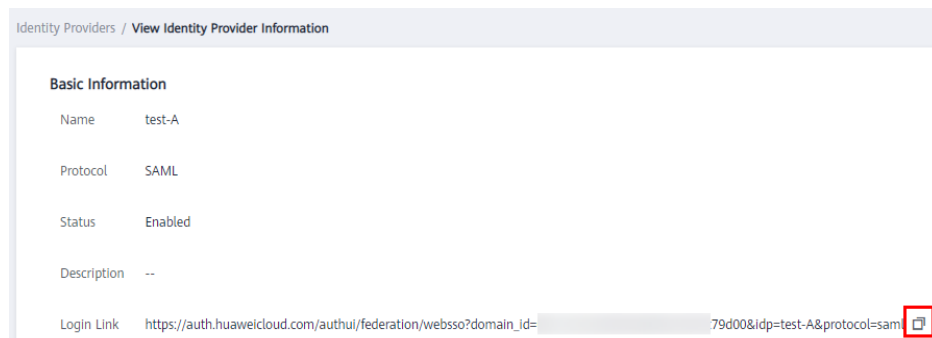 Identity Providers / View Identity Provider Information
Basic Information
Name test-A
Protocol SAML
Status Enabled
Description --
Login Link https://auth.huaweicloud.com/authui/federation/websso?domain_id= 79d00&idp=test-A&protocol=saml